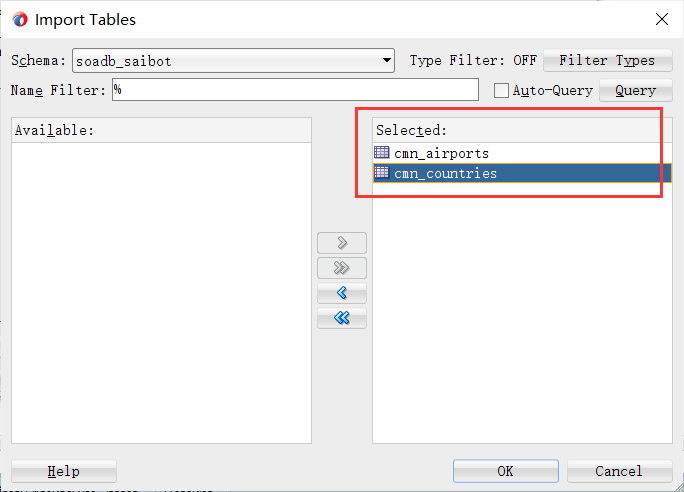 Import Tables
Schema: soadb_saibot Type Filter: OFF Filter Types
Name Filter: % Auto-Query Query
Available: Selected:
cmn_airports
cmn_countries
Help OK Cancel